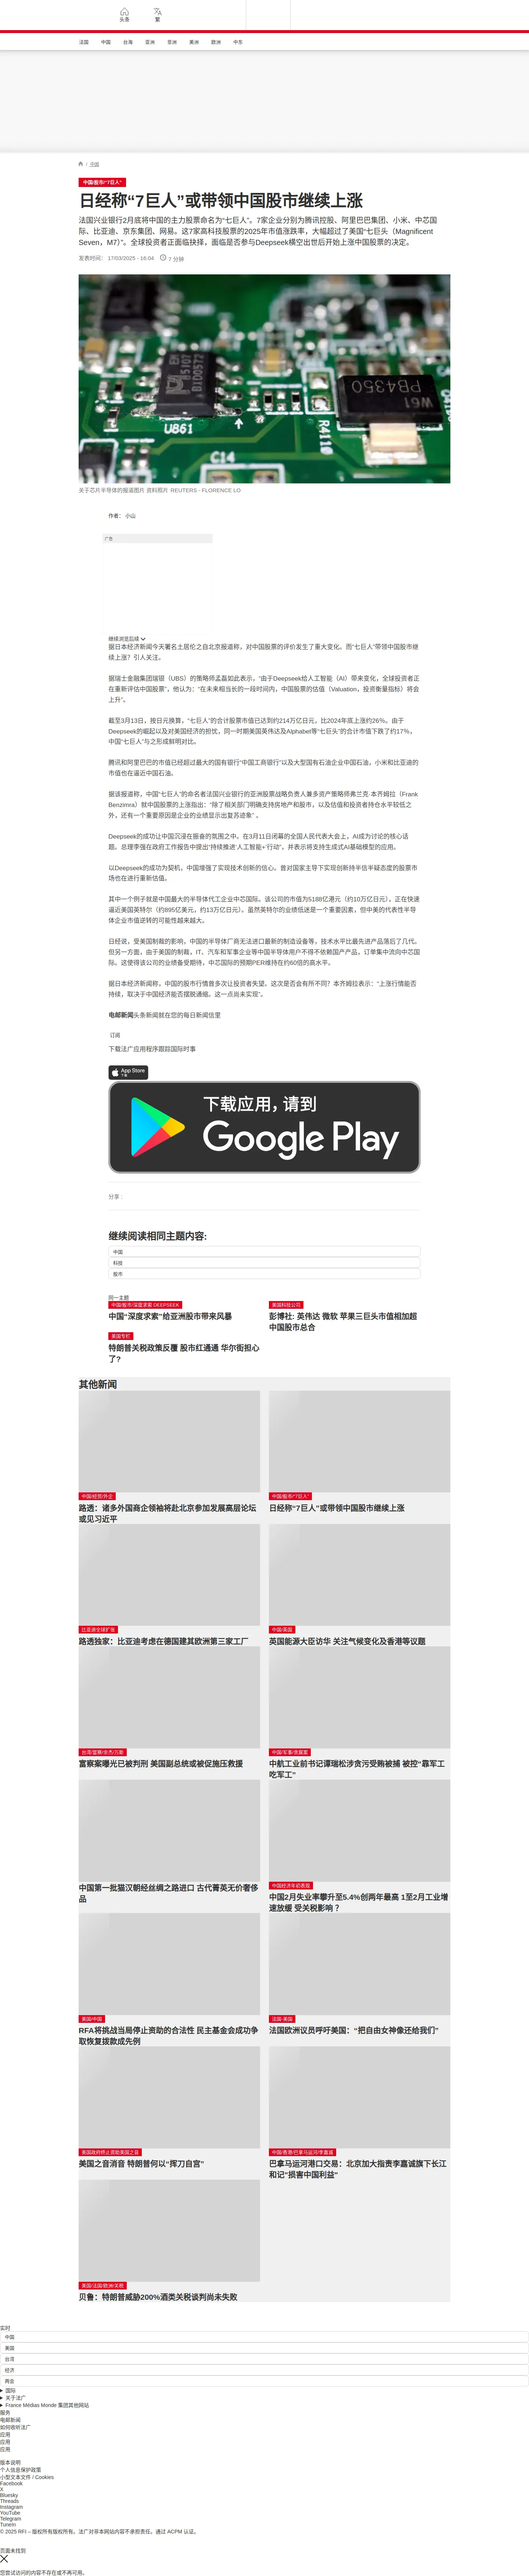 头条
繁
法国
中国
台海
亚洲
非洲
美洲
欧洲
中东
/ 中国
中国/股市/“7巨人”
日经称“7巨人”或带领中国股市继续上涨
法国兴业银行2月底将中国的主力股票命名为“七巨人”。7家企业分别为腾讯控股、阿里巴巴集团、小米、中芯国
际、比亚迪、京东集团、网易。这7家高科技股票的2025年市值涨跌率，大幅超过了美国“七巨头（Magnificent
Seven，M7）”。全球投资者正面临抉择，面临是否参与Deepseek横空出世后开始上涨中国股票的决定。
发表时间： 17/03/2025 - 16:04
7 分钟
U861
PB4350
W61
R4110
C14
关于芯片半导体的报道图片 资料照片 REUTERS - FLORENCE LO
作者： 小山
广告
继续浏览后续
据日本经济新闻今天署名土居伦之自北京报道称，对中国股票的评价发生了重大变化。而“七巨人”带领中国股市继
续上涨？引人关注。
据瑞士金融集团瑞银（UBS）的策略师孟磊如此表示，“由于Deepseek给人工智能（AI）带来变化，全球投资者正
在重新评估中国股票”，他认为：“在未来相当长的一段时间内，中国股票的估值（Valuation，投资衡量指标）将会
上升”。
截至3月13日，按日元换算，“七巨人”的合计股票市值已达到约214万亿日元，比2024年底上涨约26%。由于
Deepseek的崛起以及对美国经济的担忧，同一时期美国英伟达及Alphabet等“七巨头”的合计市值下跌了约17%，
中国“七巨人”与之形成鲜明对比。
腾讯和阿里巴巴的市值已经超过最大的国有银行“中国工商银行”以及大型国有石油企业中国石油，小米和比亚迪的
市值也在逼近中国石油。
据该报道称，中国“七巨人”的命名者法国兴业银行的亚洲股票战略负责人兼多资产策略师弗兰克·本齐姆拉（Frank
Benzimra）就中国股票的上涨指出：“除了相关部门明确支持房地产和股市，以及估值和投资者持仓水平较低之
外，还有一个重要原因是企业的业绩显示出复苏迹象” 。
Deepseek的成功让中国沉浸在振奋的氛围之中。在3月11日闭幕的全国人民代表大会上，AI成为讨论的核心话
题。总理李强在政府工作报告中提出“持续推进‘人工智能+’行动”，并表示将支持生成式AI基础模型的应用。
以Deepseek的成功为契机，中国增强了实现技术创新的信心。曾对国家主导下实现创新持半信半疑态度的股票市
场也在进行重新估值。
其中一个例子就是中国最大的半导体代工企业中芯国际。该公司的市值为5188亿港元（约10万亿日元），正在快速
逼近美国英特尔（约895亿美元，约13万亿日元）。虽然英特尔的业绩低迷是一个重要因素，但中美的代表性半导
体企业市值逆转的可能性越来越大。
日经说，受美国制裁的影响，中国的半导体厂商无法进口最新的制造设备等，技术水平比最先进产品落后了几代。
但另一方面，由于美国的制裁，IT、汽车和军事企业等中国半导体用户不得不依赖国产产品，订单集中流向中芯国
际。这使得该公司的业绩备受期待，中芯国际的预期PER维持在约60倍的高水平。
据日本经济新闻称，中国的股市行情曾多次让投资者失望。这次是否会有所不同？本齐姆拉表示：“上涨行情能否
持续，取决于中国经济能否摆脱通缩。这一点尚未实现”。
电邮新闻头条新闻就在您的每日新闻信里
订阅
下载法广应用程序跟踪国际时事
App Store
下载
下载应用，请到
Google Play
分享 :
继续阅读相同主题内容:
中国
科技
股市
同一主题
中国/股市/深度求索 DEEPSEEK
中国"深度求索"给亚洲股市带来风暴
美国科技公司
彭博社: 英伟达 微软 苹果三巨头市值相加超
中国股市总合
美国专栏
特朗普关税政策反覆 股市红通通 华尔街担心
了?
其他新闻
中国/经贸/外企
路透：诸多外国商企领袖将赴北京参加发展高层论坛
或见习近平
中国/股市/“7巨人”
日经称“7巨人”或带领中国股市继续上涨
比亚迪全球扩张
路透独家：比亚迪考虑在德国建其欧洲第三家工厂
中国/英国
英国能源大臣访华 关注气候变化及香港等议题
台湾/富察/卡杰/万斯
富察案曝光已被判刑 美国副总统或被促施压救援
中国/军事/贪腐案
中航工业前书记谭瑞松涉贪污受贿被捕 被控“靠军工
吃军工”
中国第一批猫汉朝经丝绸之路进口 古代菁英无价奢侈
品
中国经济年初表现
中国2月失业率攀升至5.4%创两年最高 1至2月工业增
速放缓 受关税影响？
美国/中国
RFA将挑战当局停止资助的合法性 民主基金会成功争
取恢复拨款成先例
法国-美国
法国欧洲议员呼吁美国：“把自由女神像还给我们”
美国政府终止资助美国之音
美国之音消音 特朗普何以“挥刀自宫”
中国/香港/巴拿马运河/李嘉诚
巴拿马运河港口交易：北京加大指责李嘉诚旗下长江
和记“损害中国利益”
美国/法国/欧洲/关税
贝鲁：特朗普威胁200%酒类关税谈判尚未失败
实时
中国
美国
台湾
经济
两会
国际
关于法广
France Médias Monde 集团其他网站
服务
电邮新闻
如何收听法广
应用
应用
应用
版本说明
个人信息保护政策
小型文本文件 / Cookies
Facebook
X
Bluesky
Threads
Instagram
YouTube
Telegram
TuneIn
© 2025 RFI – 版权所有版权所有。法广对非本网站内容不承担责任。通过 ACPM 认证。
页面未找到
您尝试访问的内容不存在或不再可用。